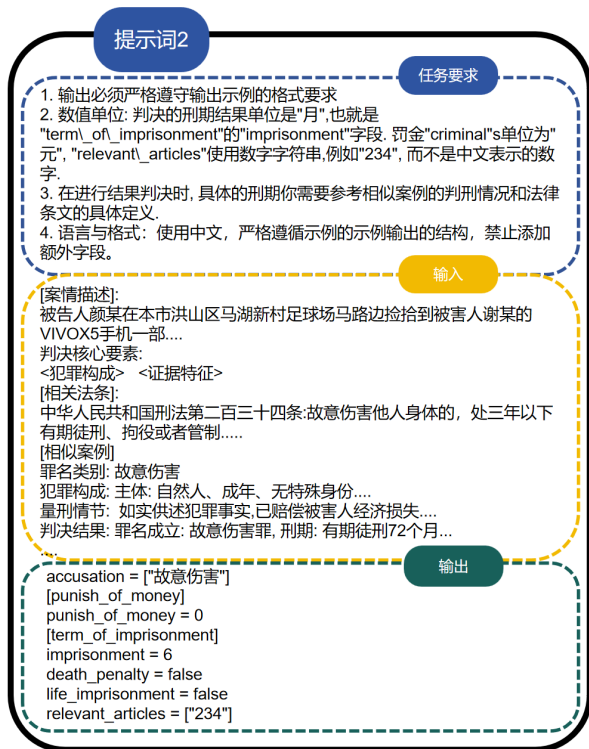 提示词2
任务要求
1. 输出必须严格遵守输出示例的格式要求
2. 数值单位: 判决的刑期结果单位是"月",也就是
"term\_of\_imprisonment"的"imprisonment"字段. 罚金"criminal"s单位为"
元", "relevant\_articles"使用数字字符串,例如"234", 而不是中文表示的数
字.
3. 在进行结果判决时, 具体的刑期你需要参考相似案例的判刑情况和法律
条文的具体定义.
4. 语言与格式：使用中文，严格遵循示例的示例输出的结构，禁止添加
额外字段。
输入
[案情描述]:
被告人颜某在本市洪山区马湖新村足球场马路边捡拾到被害人谢某的
VIVOX5手机一部....
判决核心要素:
<犯罪构成> <证据特征>
[相关法条]:
中华人民共和国刑法第二百三十四条:故意伤害他人身体的，处三年以下
有期徒刑、拘役或者管制.....
[相似案例]
罪名类别: 故意伤害
犯罪构成: 主体: 自然人、成年、无特殊身份....
量刑情节: 如实供述犯罪事实,已赔偿被害人经济损失....
判决结果: 罪名成立: 故意伤害罪, 刑期: 有期徒刑72个月...
....
输出
accusation = ["故意伤害"]
[punish_of_money]
punish_of_money = 0
[term_of_imprisonment]
imprisonment = 6
death_penalty = false
life_imprisonment = false
relevant_articles = ["234"]